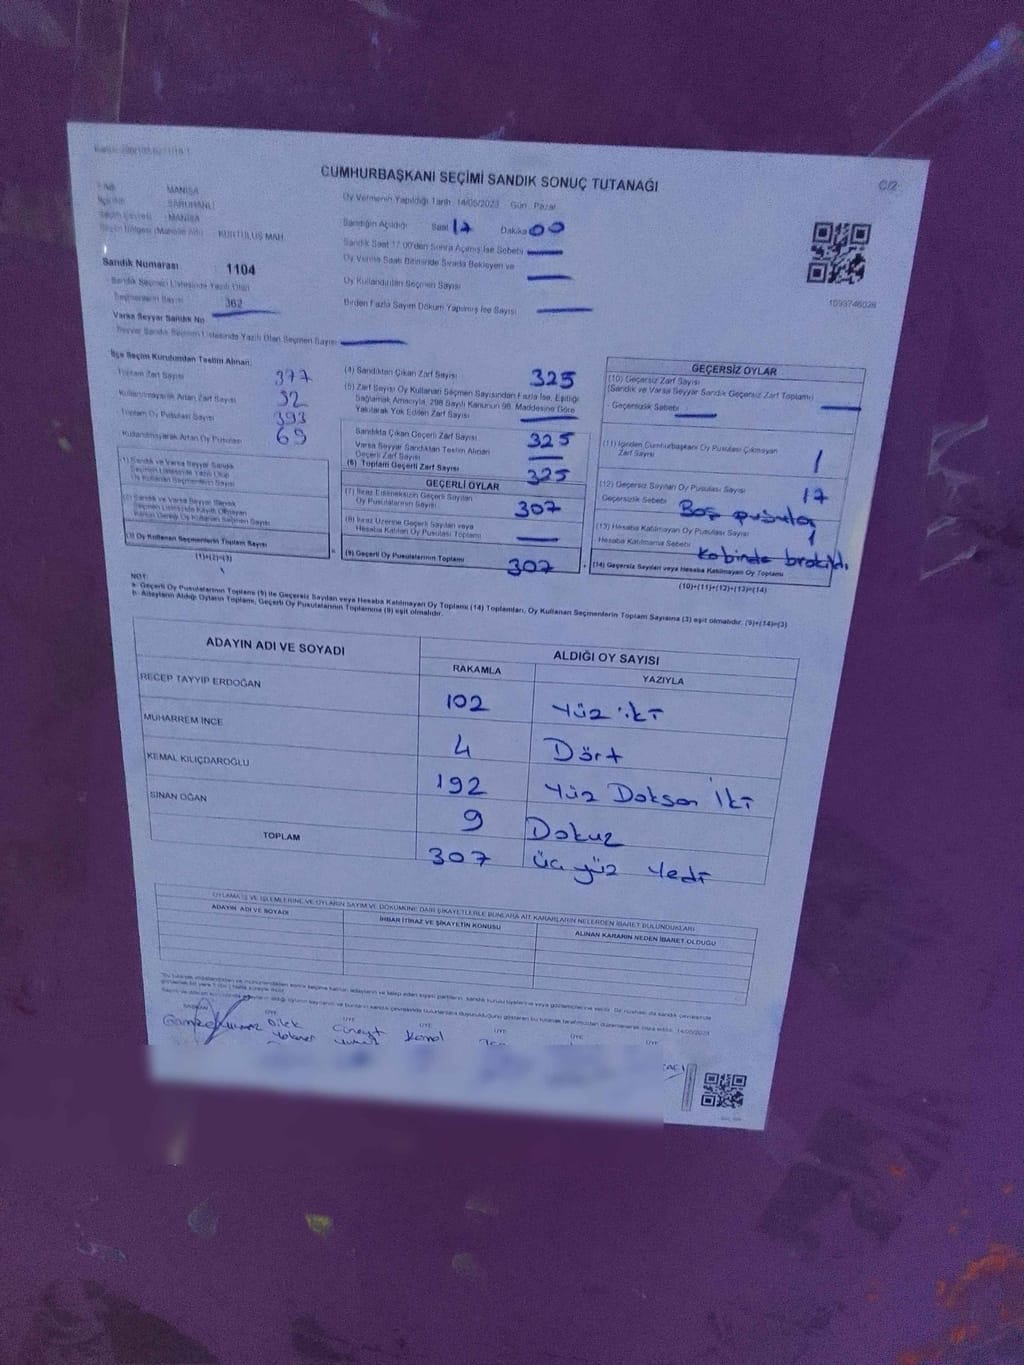 C/2
CUMHURBAŞKANI SEÇİMİ SANDIK SONUÇ TUTANAĞI
MANİSA
SARUHANLI
MANİSA
KURTULUŞ MAH.
Oy Vermenin Yapıldığı Tarih 14/05/2023 Gün : Pazar
Sandığın Açıldığı Saat 17 Dakika 00
Sandık Saat 17:00'den Sonra Açılmış İse Sebebi
Oy Verme Saati Bitiminde Sırada Bekleyen ve
Oy Kullandırılan Seçmen Sayısı
Birden Fazla Sayım Döküm Yapılmış İse Sayısı
1093746028
Sandık Numarası 1104
Sandık Seçmen Listesinde Yazılı Olan
Seçmenlerin Sayısı 362
Varsa Seyyar Sandık No
Seyyar Sandık Seçmen Listesinde Yazılı Olan Seçmen Sayısı
İlçe Seçim Kurulundan Teslim Alınan:
Toplam Zarf Sayısı 377
Kullanılmayarak Artan Zarf Sayısı 52
Toplam Oy Pusulası Sayısı 393
Kullanılmayarak Artan Oy Pusulası 69
(1) Sandık ve Varsa Seyyar Sandık
Seçmen Listesinde Yazılı Olup
Oy Kullanan Seçmenlerin Sayısı
(2) Sandık ve Varsa Seyyar Sandık
Seçmen Listesinde Kayıtlı Olmayan
Kanun Gereği Oy Kullanan Seçmen Sayısı
(3) Oy Kullanan Seçmenlerin Toplam Sayısı
(1)+(2)=(3)
(4) Sandıktan Çıkan Zarf Sayısı 325
(5) Zarf Sayısı Oy Kullanan Seçmen Sayısından Fazla İse, Eşitliği
Sağlamak Amacıyla, 298 Sayılı Kanunun 98. Maddesine Göre
Yakılarak Yok Edilen Zarf Sayısı
Sandıkta Çıkan Geçerli Zarf Sayısı 325
Varsa Seyyar Sandıktan Teslim Alınan
Geçerli Zarf Sayısı
(6) Toplam Geçerli Zarf Sayısı 325
GEÇERLİ OYLAR
(7) İtiraz Edilmeksizin Geçerli Sayılan
Oy Pusulalarının Sayısı 307
(8) İtiraz Üzerine Geçerli Sayılan veya
Hesaba Katılan Oy Pusulası Toplamı
(9) Geçerli Oy Pusulalarının Toplamı 307
GEÇERSİZ OYLAR
(10) Geçersiz Zarf Sayısı
(Sandık ve Varsa Seyyar Sandık Geçersiz Zarf Toplamı)
- Geçersizlik Sebebi
(11) İçinden Cumhurbaşkanı Oy Pusulası Çıkmayan
Zarf Sayısı 1
(12) Geçersiz Sayılan Oy Pusulası Sayısı 17
Geçersizlik Sebebi Boş pusula
(13) Hesaba Katılmayan Oy Pusulası Sayısı 1
Hesaba Katılmama Sebebi Kabinde brakıldı.
(14) Geçersiz Sayılan veya Hesaba Katılmayan Oy Toplamı
(10)+(11)+(12)+(13)=(14)
NOT:
a- Geçerli Oy Pusulalarının Toplamı (9) ile Geçersiz Sayılan veya Hesaba Katılmayan Oy Toplamı (14) Toplamları, Oy Kullanan Seçmenlerin Toplam Sayısına (3) eşit olmalıdır. (9)+(14)=(3)
b- Adayların Aldığı Oyların Toplamı, Geçerli Oy Pusulalarının Toplamına (9) eşit olmalıdır.
ADAYIN ADI VE SOYADI
ALDIĞI OY SAYISI
RAKAMLA YAZIYLA
RECEP TAYYİP ERDOĞAN 102 Yüz iki
MUHARREM İNCE 4 Dört
KEMAL KILIÇDAROĞLU 192 Yüz Doksan İki
SİNAN OĞAN 9 Dokuz
TOPLAM 307 üç yüz Yedi
OYLAMA İŞ VE İŞLEMLERİNE VE OYLARIN SAYIM VE DÖKÜMÜNE DAİR ŞİKAYETLERLE BUNLARA AİT KARARLARIN NELERDEN İBARET BULUNDUKLARI
ADAYIN ADI VE SOYADI
İHBAR İTİRAZ VE ŞİKAYETİN KONUSU
ALINAN KARARIN NEDEN İBARET OLDUĞU
BAŞKAN ÜYE ÜYE ÜYE ÜYE ÜYE ÜYE
Dilek Cüneyt Kemal